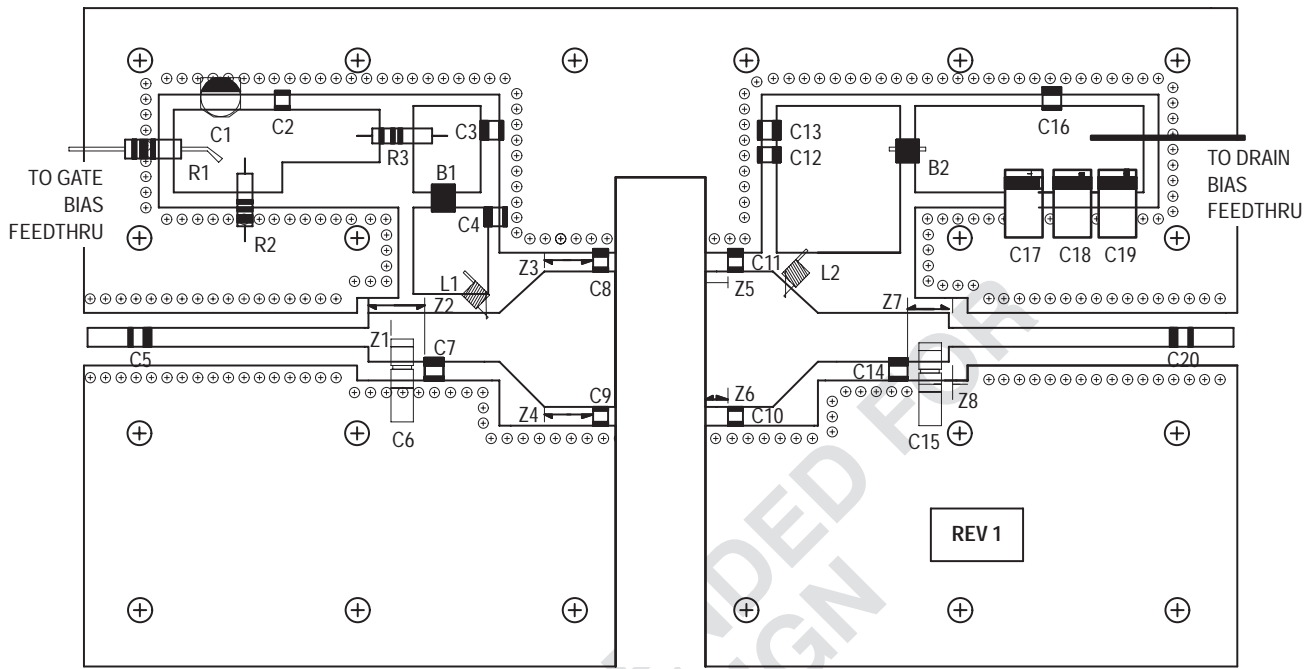 C1
C2
C3
R3
R1
R2
B1
C4
TO GATE
BIAS
FEEDTHRU
C13
C12
C16
B2
TO DRAIN
BIAS
FEEDTHRU
C17
C18
C19
L1
Z2
Z3
C8
C11
L2
Z5
Z7
C5
Z1
C7
C6
Z4
C9
Z6
C10
C14
C15
Z8
C20
REV 1
NDED FOR